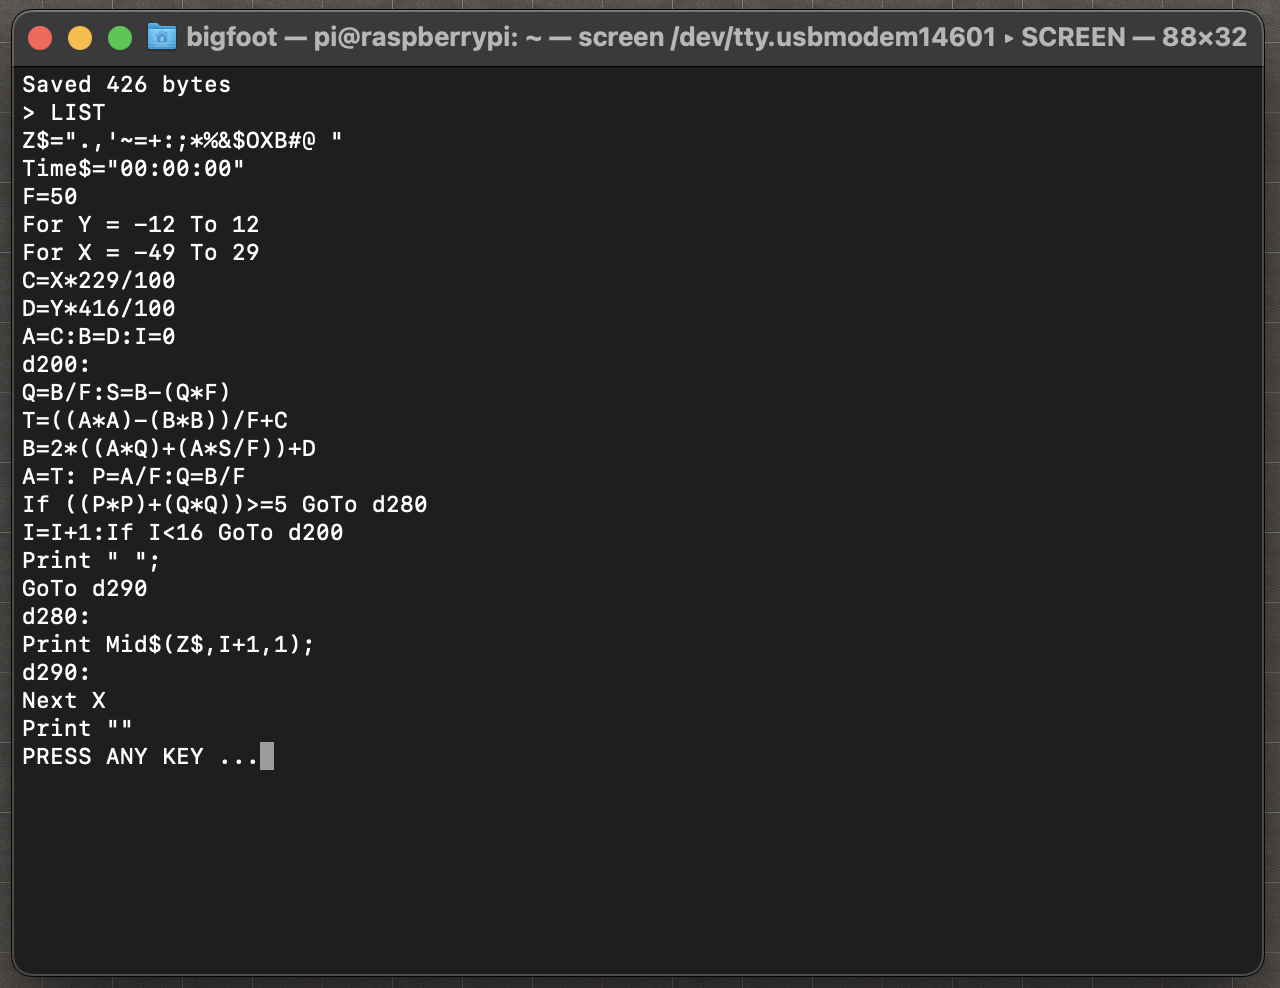 bigfoot — pi@raspberrypi: ~ — screen /dev/tty.usbmodem14601 ▸ SCREEN — 88×32
Saved 426 bytes
> LIST
Z$=".,'~=+:;*%&$OXB#@ "
Time$="00:00:00"
F=50
For Y = -12 To 12
For X = -49 To 29
C=X*229/100
D=Y*416/100
A=C:B=D:I=0
d200:
Q=B/F:S=B-(Q*F)
T=((A*A)-(B*B))/F+C
B=2*((A*Q)+(A*S/F))+D
A=T: P=A/F:Q=B/F
If ((P*P)+(Q*Q))>=5 GoTo d280
I=I+1:If I<16 GoTo d200
Print " ";
GoTo d290
d280:
Print Mid$(Z$,I+1,1);
d290:
Next X
Print ""
PRESS ANY KEY ...